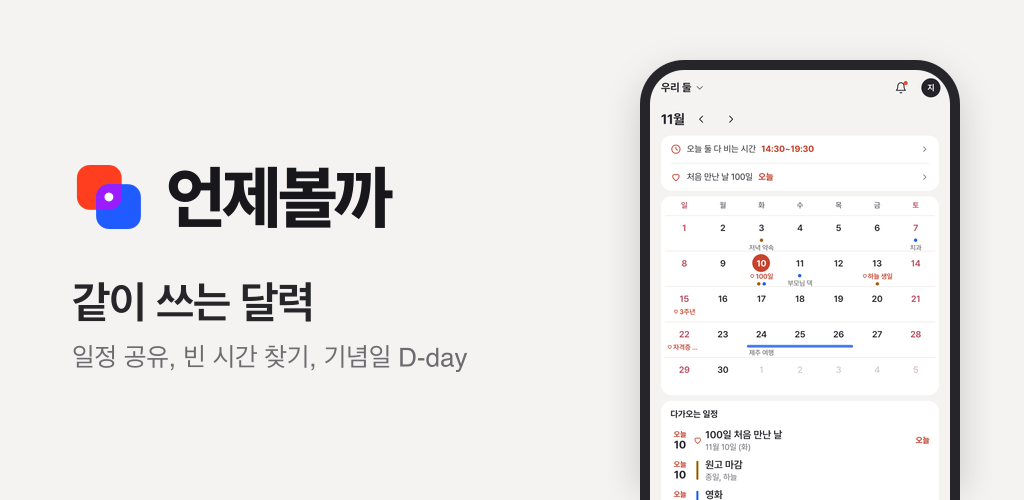 언제볼까
같이 쓰는 달력
일정 공유, 빈 시간 찾기, 기념일 D-day
우리 둘
지
11월
오늘 둘 다 비는 시간 14:30~19:30
처음 만난 날 100일 오늘
일 월 화 수 목 금 토
1 2 3 4 5 6 7
저녁 약속 치과
8 9 10 11 12 13 14
100일 부모님 댁 하늘 생일
15 16 17 18 19 20 21
3주년
22 23 24 25 26 27 28
자격증 ... 제주 여행
29 30 1 2 3 4 5
다가오는 일정
오늘 10 100일 처음 만난 날 오늘
11월 10일 (화)
오늘 10 원고 마감
종일, 하늘
오늘 영화